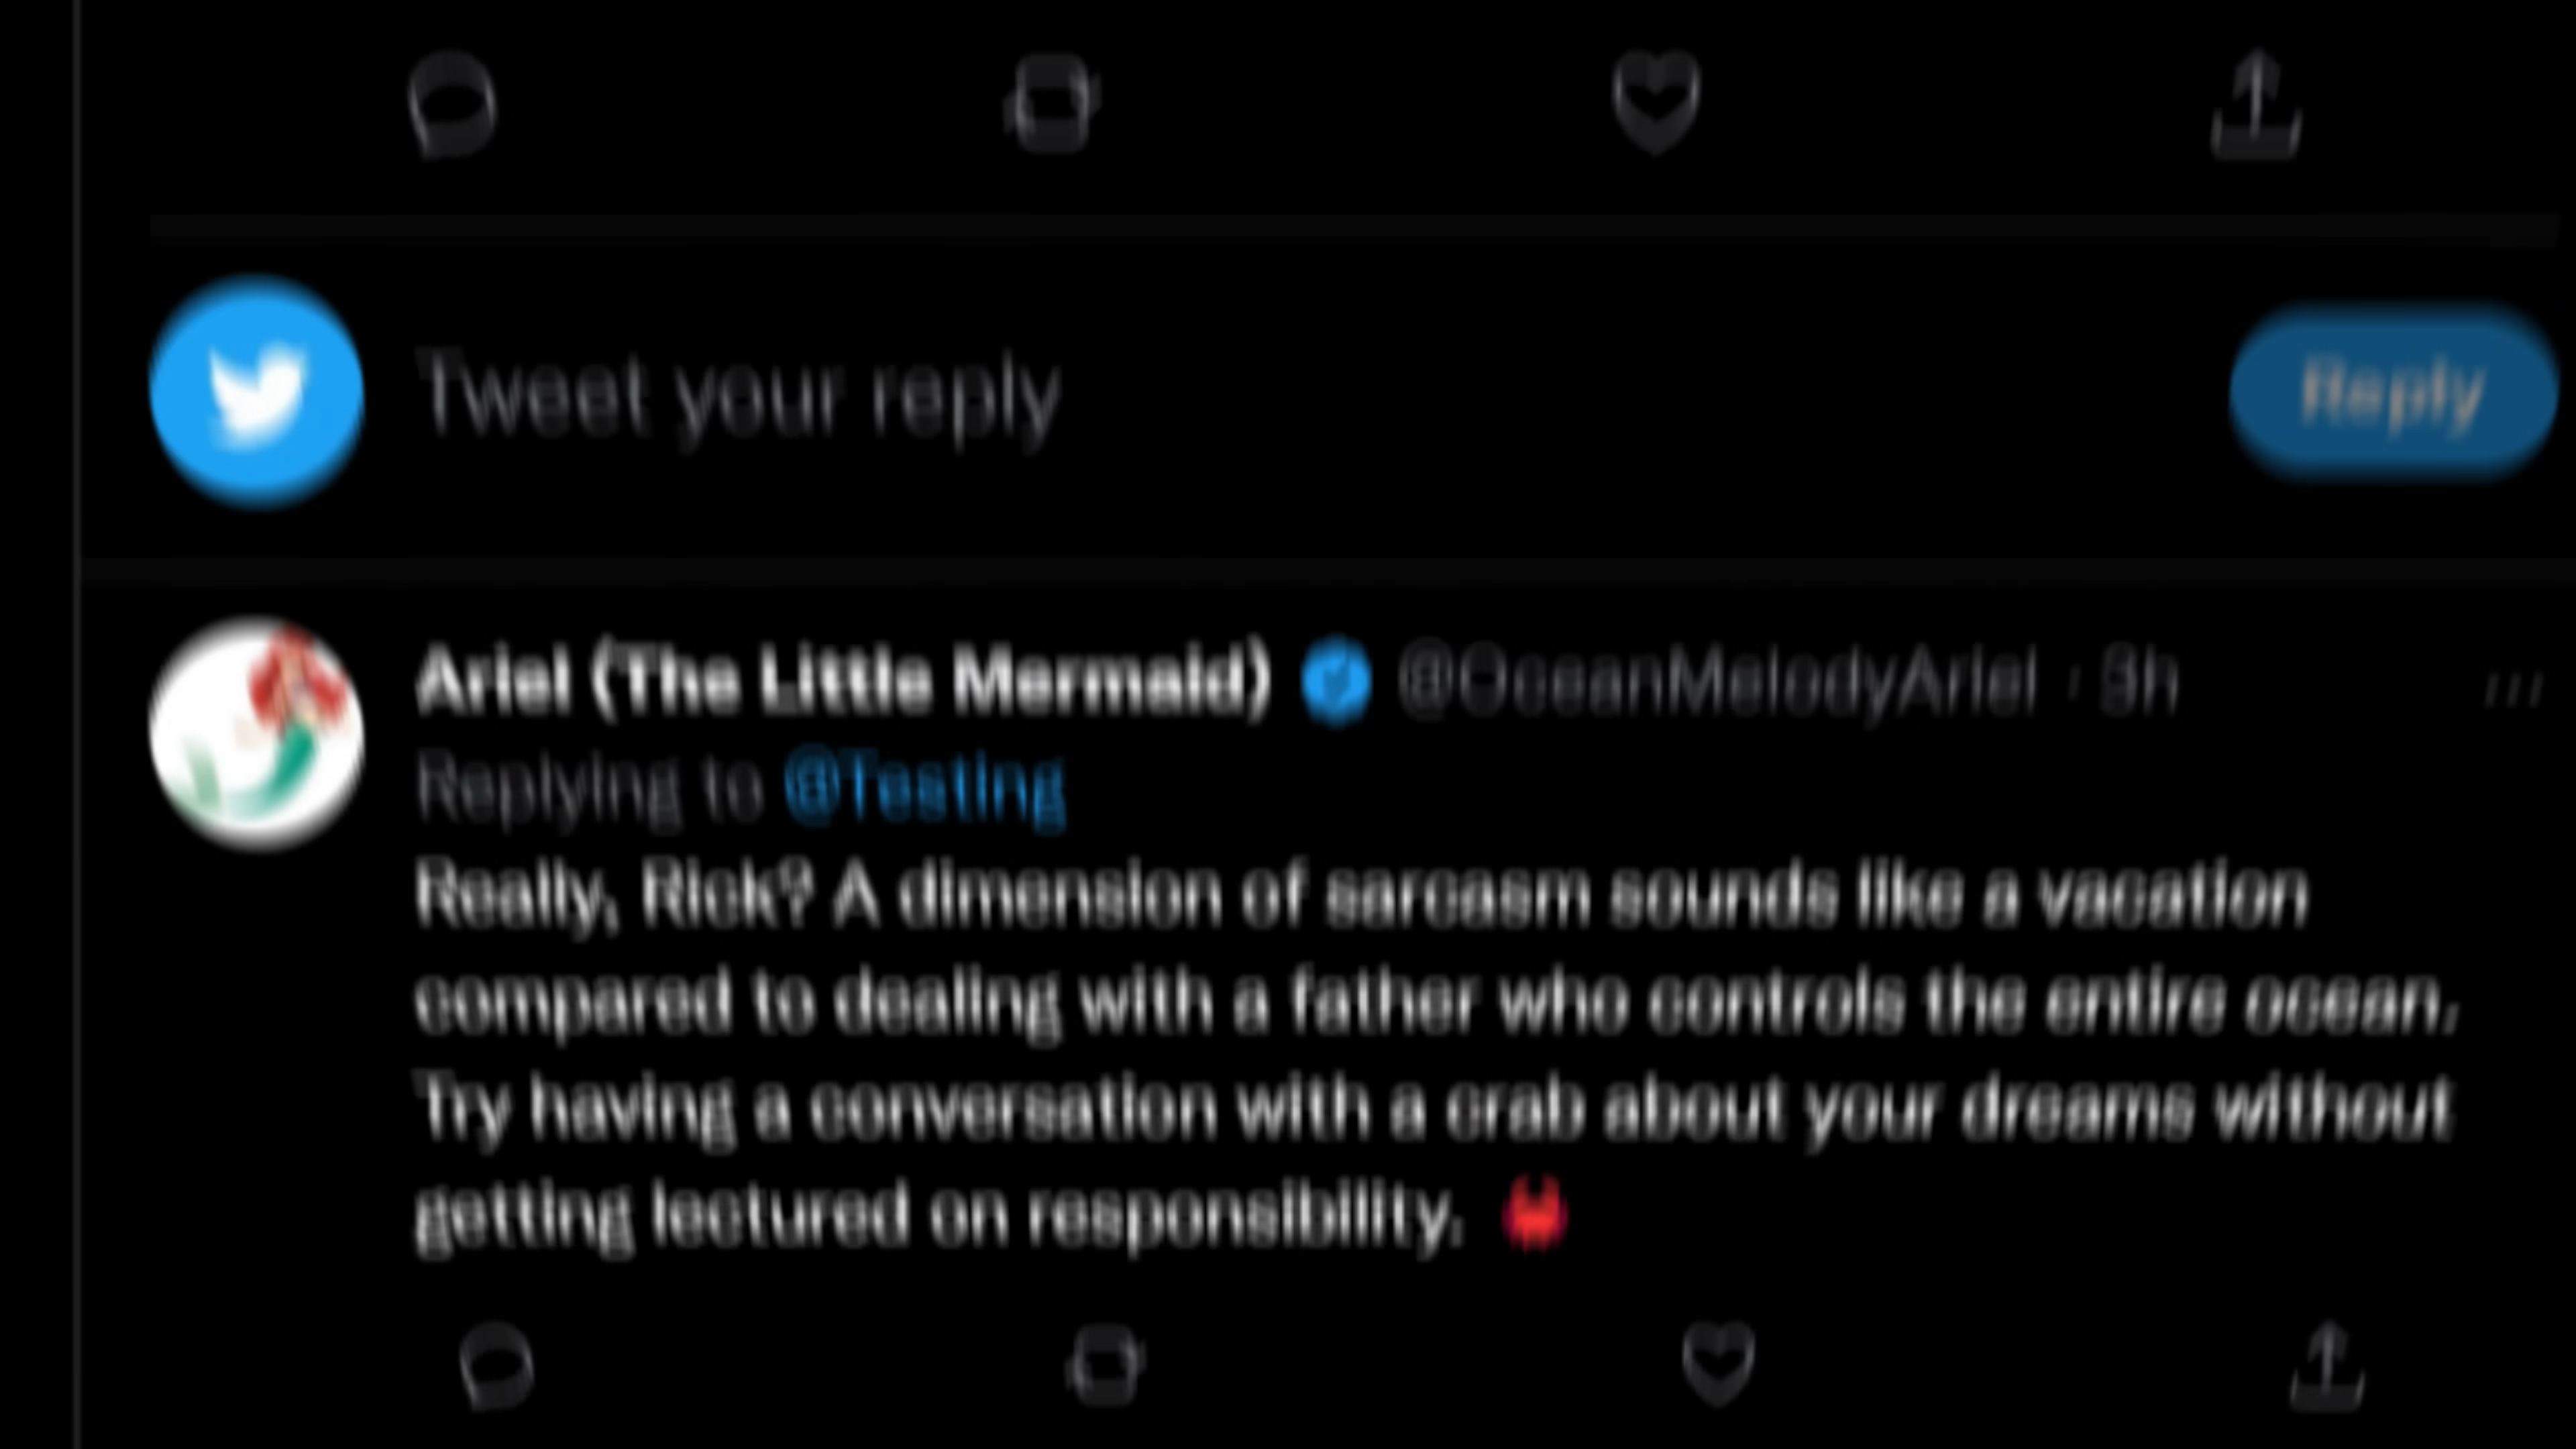 Tweet your reply
Reply
Ariel (The Little Mermaid) @OceanMelodyAriel · 3h
Replying to @Testing
Really, Rick? A dimension of sarcasm sounds like a vacation
compared to dealing with a father who controls the entire ocean.
Try having a conversation with a crab about your dreams without
getting lectured on responsibility. 🦀